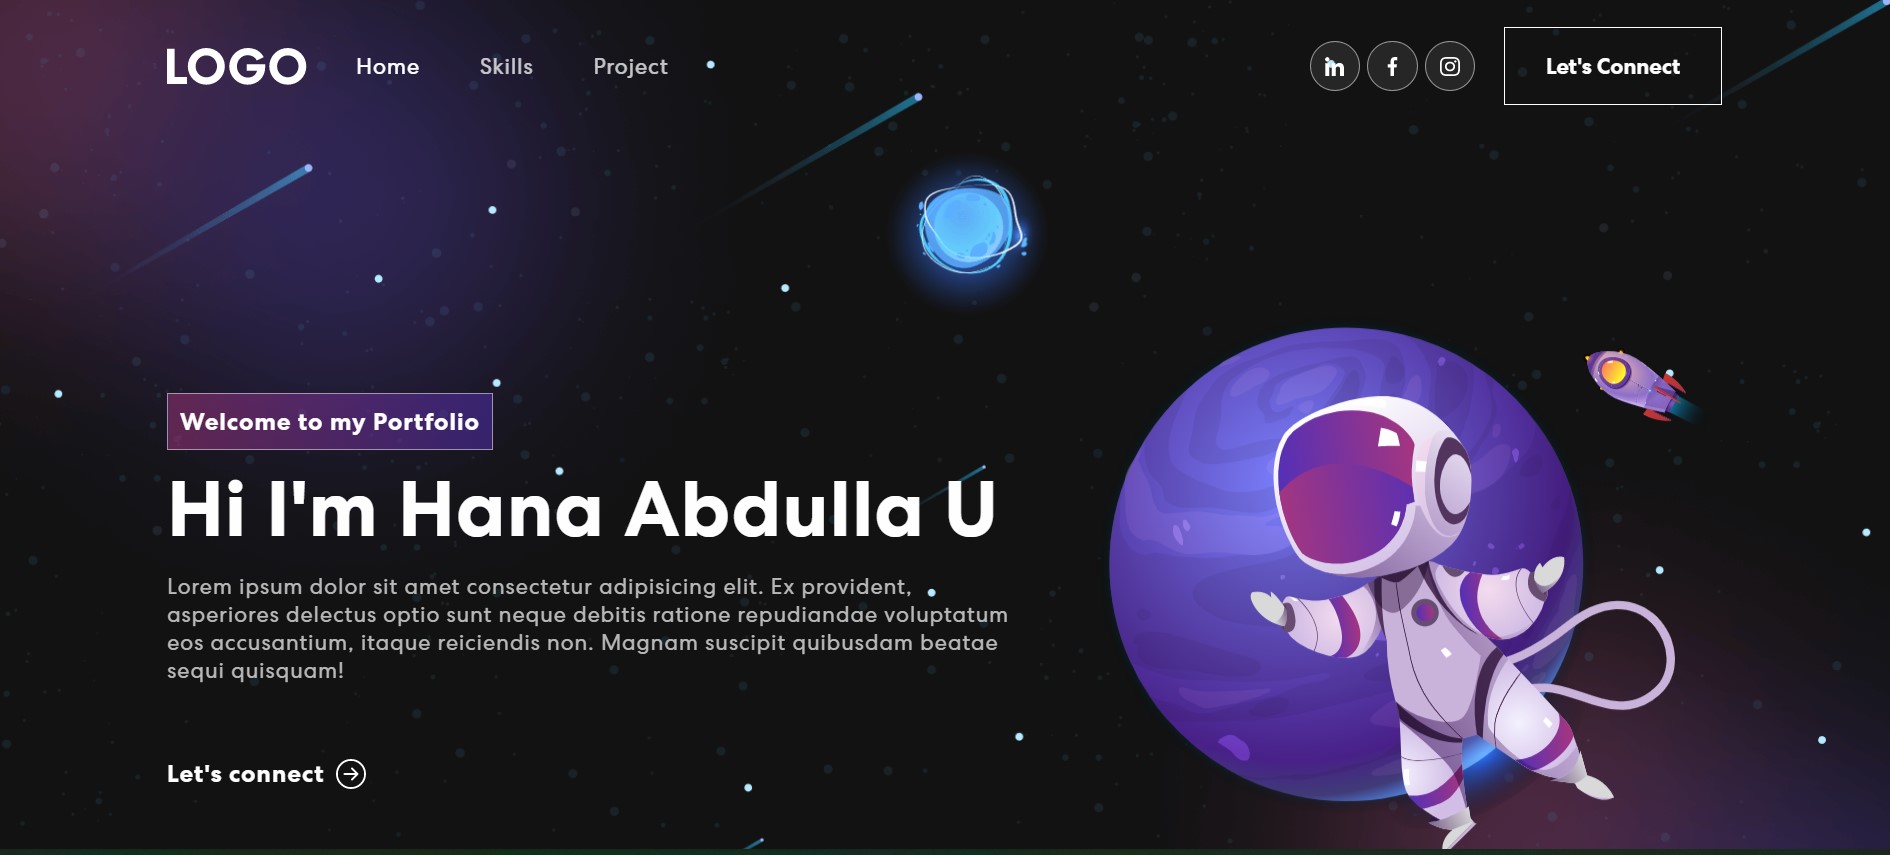 LOGO
Home
Skills
Project
Let's Connect
Welcome to my Portfolio
Hi I'm Hana Abdulla U
Lorem ipsum dolor sit amet consectetur adipisicing elit. Ex provident,
asperiores delectus optio sunt neque debitis ratione repudiandae voluptatum
eos accusantium, itaque reiciendis non. Magnam suscipit quibusdam beatae
sequi quisquam!
Let's connect